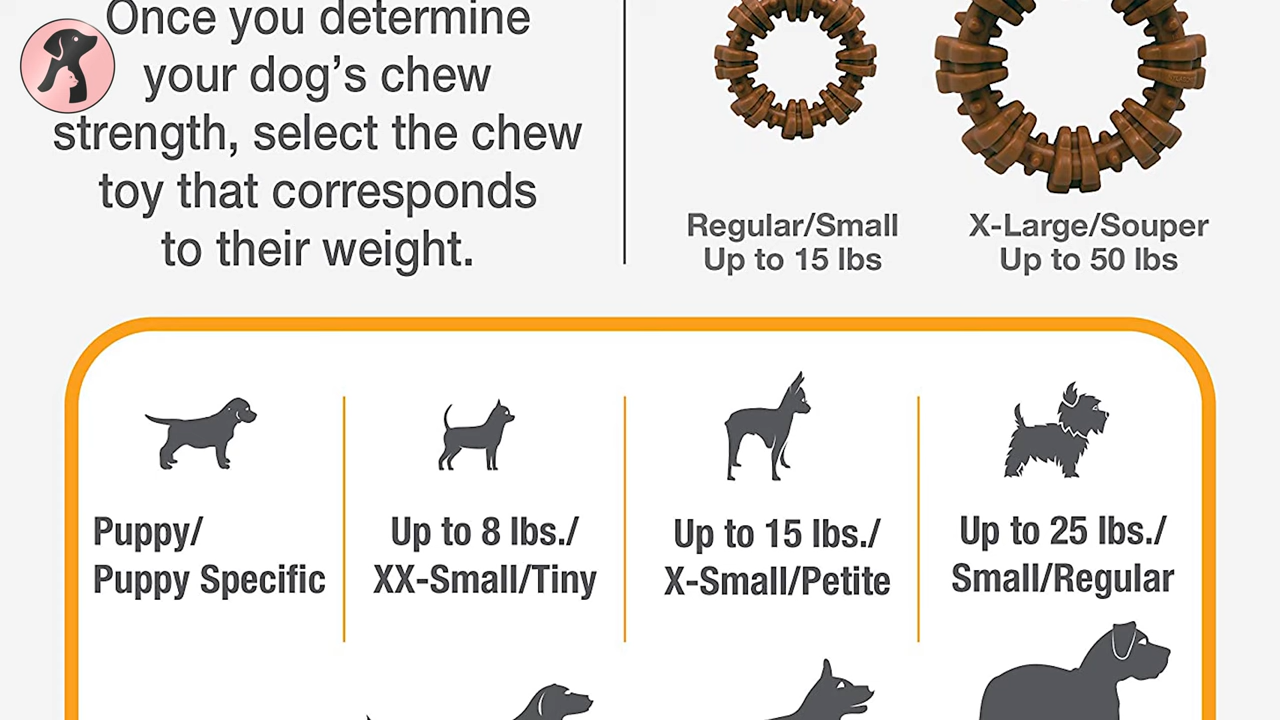 Once you determine
your dog’s chew
strength, select the chew
toy that corresponds
to their weight.
Regular/Small
Up to 15 lbs
X-Large/Souper
Up to 50 lbs
Puppy/
Puppy Specific
Up to 8 lbs./
XX-Small/Tiny
Up to 15 lbs./
X-Small/Petite
Up to 25 lbs./
Small/Regular